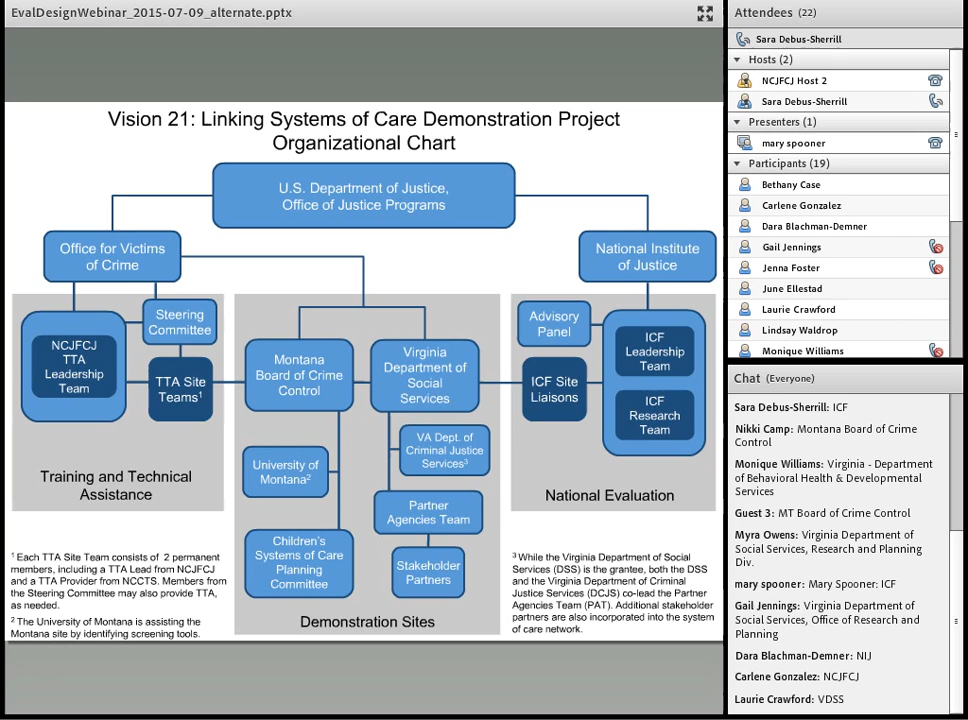 EvalDesignWebinar_2015-07-09_alternate.pptx
Vision 21: Linking Systems of Care Demonstration Project
Organizational Chart
U.S. Department of Justice,
Office of Justice Programs
Office for Victims
of Crime
National Institute
of Justice
Steering
Committee
NCJFCJ
TTA
Leadership
Team
TTA Site
Teams1
Training and Technical
Assistance
Montana
Board of Crime
Control
Virginia
Department of
Social
Services
University of
Montana2
VA Dept. of
Criminal Justice
Services3
Partner
Agencies Team
Children's
Systems of Care
Planning
Committee
Stakeholder
Partners
Demonstration Sites
Advisory
Panel
ICF Site
Liaisons
ICF
Leadership
Team
ICF
Research
Team
National Evaluation
1 Each TTA Site Team consists of 2 permanent
members, including a TTA Lead from NCJFCJ
and a TTA Provider from NCCTS. Members from
the Steering Committee may also provide TTA,
as needed.
2 The University of Montana is assisting the
Montana site by identifying screening tools.
3 While the Virginia Department of Social
Services (DSS) is the grantee, both the DSS
and the Virginia Department of Criminal
Justice Services (DCJS) co-lead the Partner
Agencies Team (PAT). Additional stakeholder
partners are also incorporated into the system
of care network.
Attendees (22)
Sara Debus-Sherrill
Hosts (2)
NCJFCJ Host 2
Sara Debus-Sherrill
Presenters (1)
mary spooner
Participants (19)
Bethany Case
Carlene Gonzalez
Dara Blachman-Demner
Gail Jennings
Jenna Foster
June Ellestad
Laurie Crawford
Lindsay Waldrop
Monique Williams
Chat (Everyone)
Sara Debus-Sherrill: ICF
Nikki Camp: Montana Board of Crime
Control
Monique Williams: Virginia - Department
of Behavioral Health & Developmental
Services
Guest 3: MT Board of Crime Control
Myra Owens: Virginia Department of
Social Services, Research and Planning
Div.
mary spooner: Mary Spooner: ICF
Gail Jennings: Virginia Department of
Social Services, Office of Research and
Planning
Dara Blachman-Demner: NIJ
Carlene Gonzalez: NCJFCJ
Laurie Crawford: VDSS